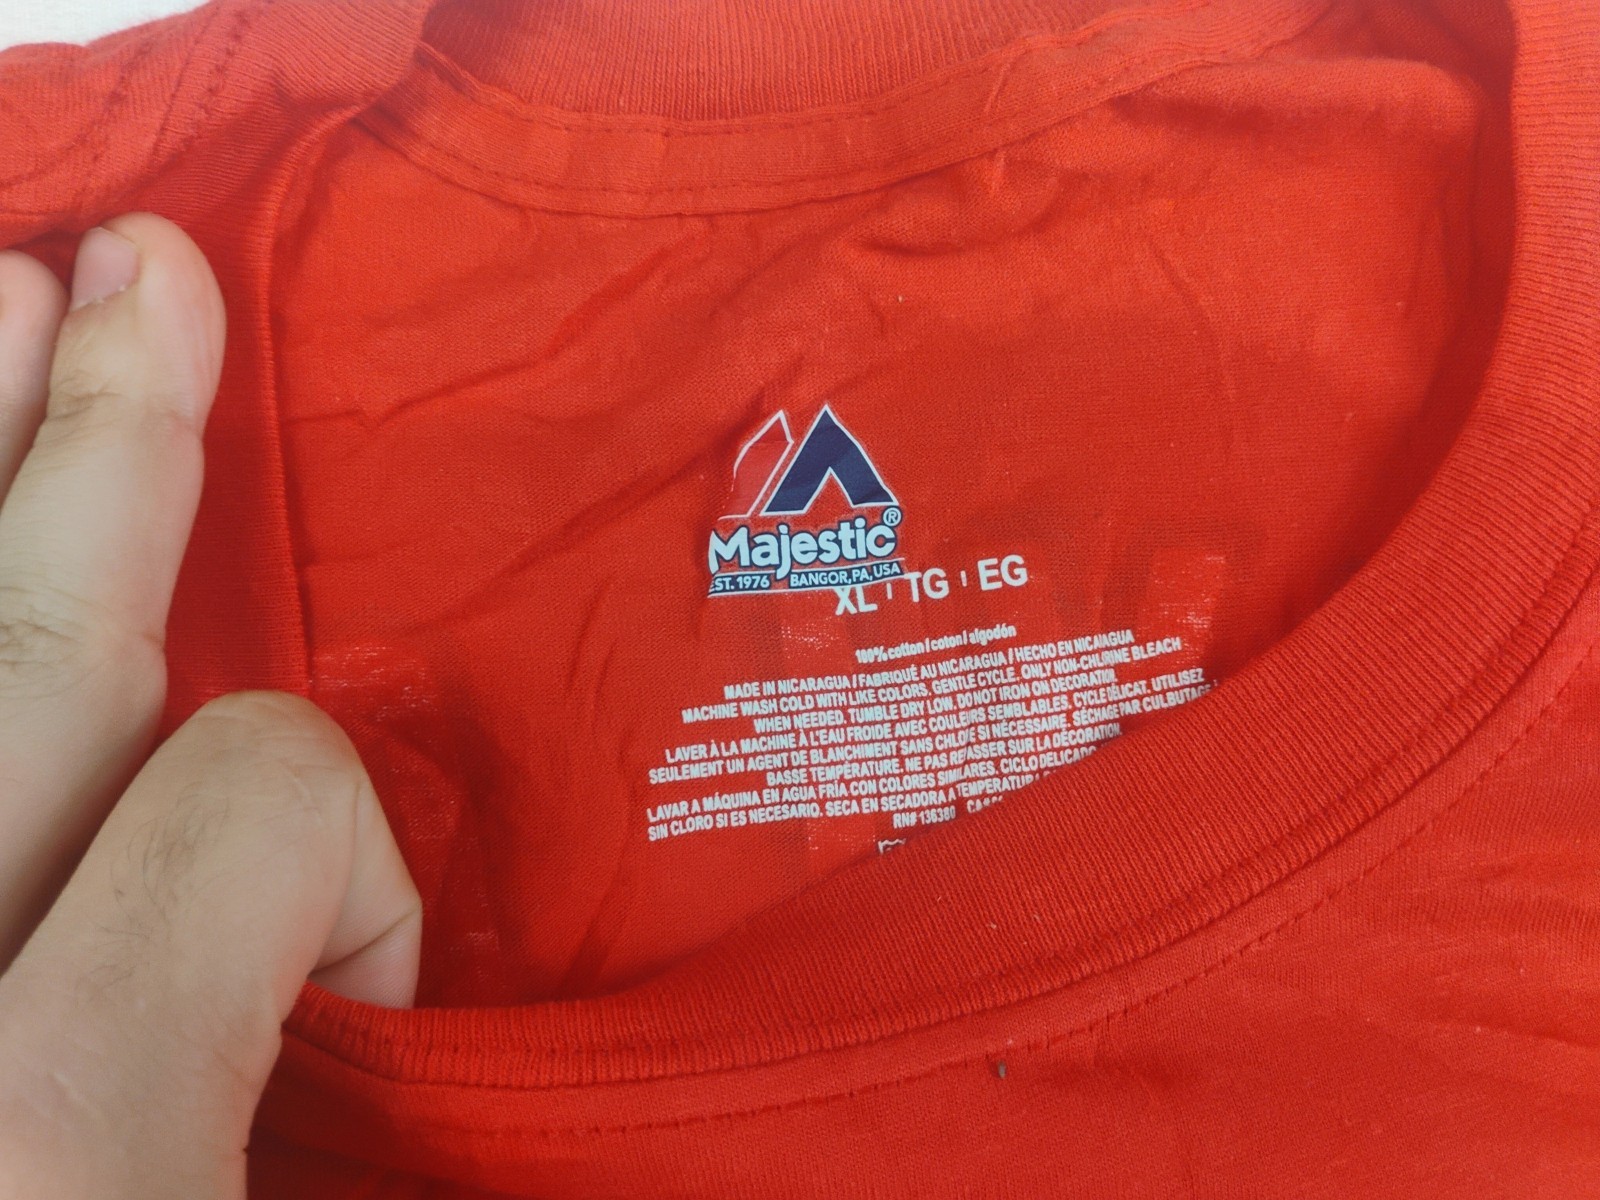 Majestic®
EST. 1976 BANGOR, PA, USA
XL | TG | EG
100% cotton / coton / algodón
MADE IN NICARAGUA / FABRIQUÉ AU NICARAGUA / HECHO EN NICARAGUA
MACHINE WASH COLD WITH LIKE COLORS, GENTLE CYCLE. ONLY NON-CHLORINE BLEACH
WHEN NEEDED. TUMBLE DRY LOW. DO NOT IRON ON DECORATION.
LAVER À LA MACHINE À L'EAU FROIDE AVEC COULEURS SEMBLABLES, CYCLE DÉLICAT. UTILISEZ
SEULEMENT UN AGENT DE BLANCHIMENT SANS CHLORE SI NÉCESSAIRE. SÉCHAGE PAR CULBUTAGE
BASSE TEMPÉRATURE. NE PAS REPASSER SUR LA DÉCORATION.
LAVAR A MÁQUINA EN AGUA FRÍA CON COLORES SIMILARES, CICLO DELICADO
SIN CLORO SI ES NECESARIO. SECA EN SECADORA A TEMPERATURA
RN# 136380